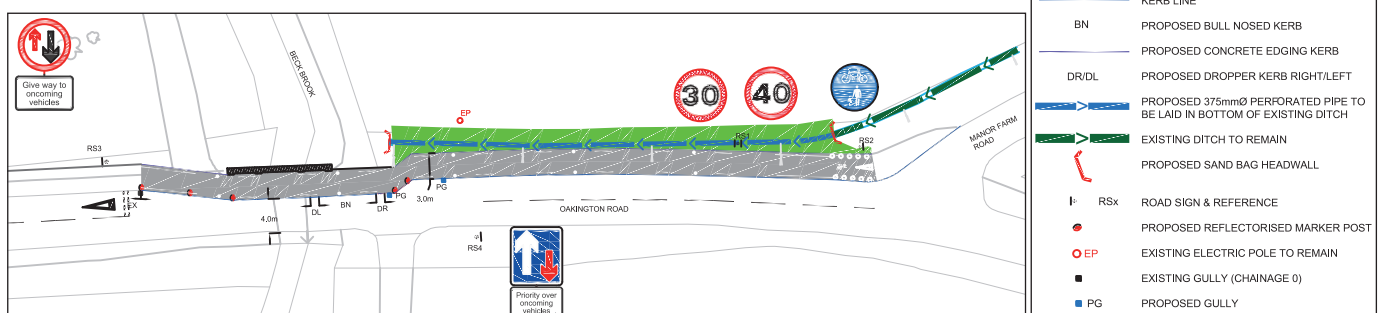 Give way to
oncoming
vehicles
BECK BROOK
EP
30
40
RS1
RS2
MANOR FARM
ROAD
RS3
EX
4,0m
DL
BN
DR
PG
3,0m
PG
OAKINGTON ROAD
RS4
Priority over
oncoming
vehicles
KERB LINE
BN PROPOSED BULL NOSED KERB
PROPOSED CONCRETE EDGING KERB
DR/DL PROPOSED DROPPER KERB RIGHT/LEFT
PROPOSED 375mmØ PERFORATED PIPE TO
BE LAID IN BOTTOM OF EXISTING DITCH
EXISTING DITCH TO REMAIN
PROPOSED SAND BAG HEADWALL
RSx ROAD SIGN & REFERENCE
PROPOSED REFLECTORISED MARKER POST
EP EXISTING ELECTRIC POLE TO REMAIN
EXISTING GULLY (CHAINAGE 0)
PG PROPOSED GULLY